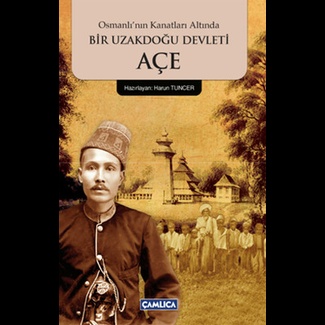 Osmanlı'nın Kanatları Altında
BİR UZAKDOĞU DEVLETİ
AÇE
Hazırlayan: Harun TUNCER
ÇAMLICA